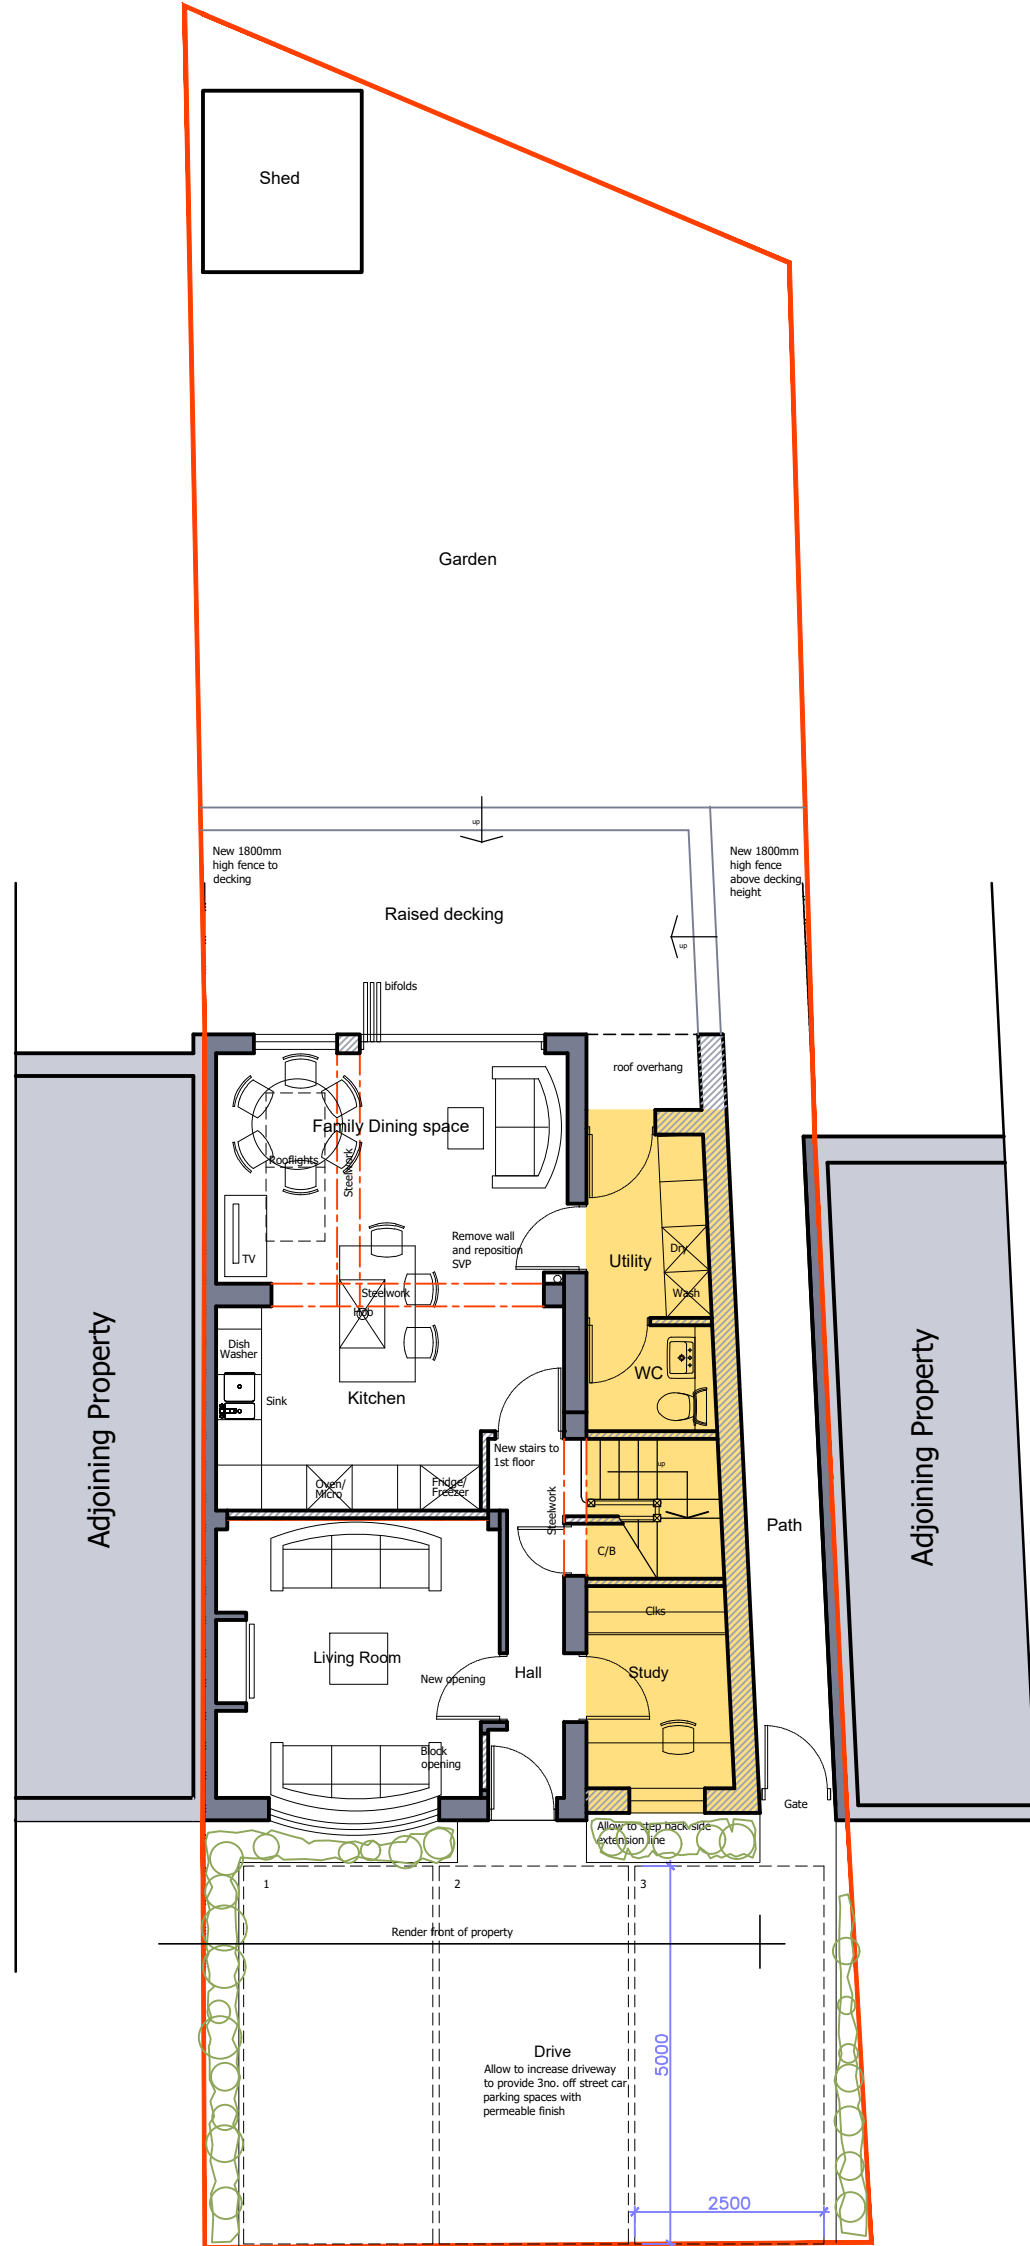 Shed
Garden
up
New 1800mm
high fence to
decking
New 1800mm
high fence
above decking
height
Raised decking
up
bifolds
roof overhang
Family Dining space
Rooflights
Steelwork
TV
Remove wall
and reposition
SVP
Utility
Dry
Wash
Steelwork
Hob
Dish
Washer
Sink
Kitchen
WC
Adjoining Property
Adjoining Property
New stairs to
1st floor
up
Oven/
Micro
Fridge/
Freezer
Steelwork
Path
C/B
Clks
Living Room
New opening
Hall
Study
Block
opening
Gate
Allow to step back side
extension line
1
2
3
Render front of property
Drive
Allow to increase driveway
to provide 3no. off street car
parking spaces with
permeable finish
5000
2500